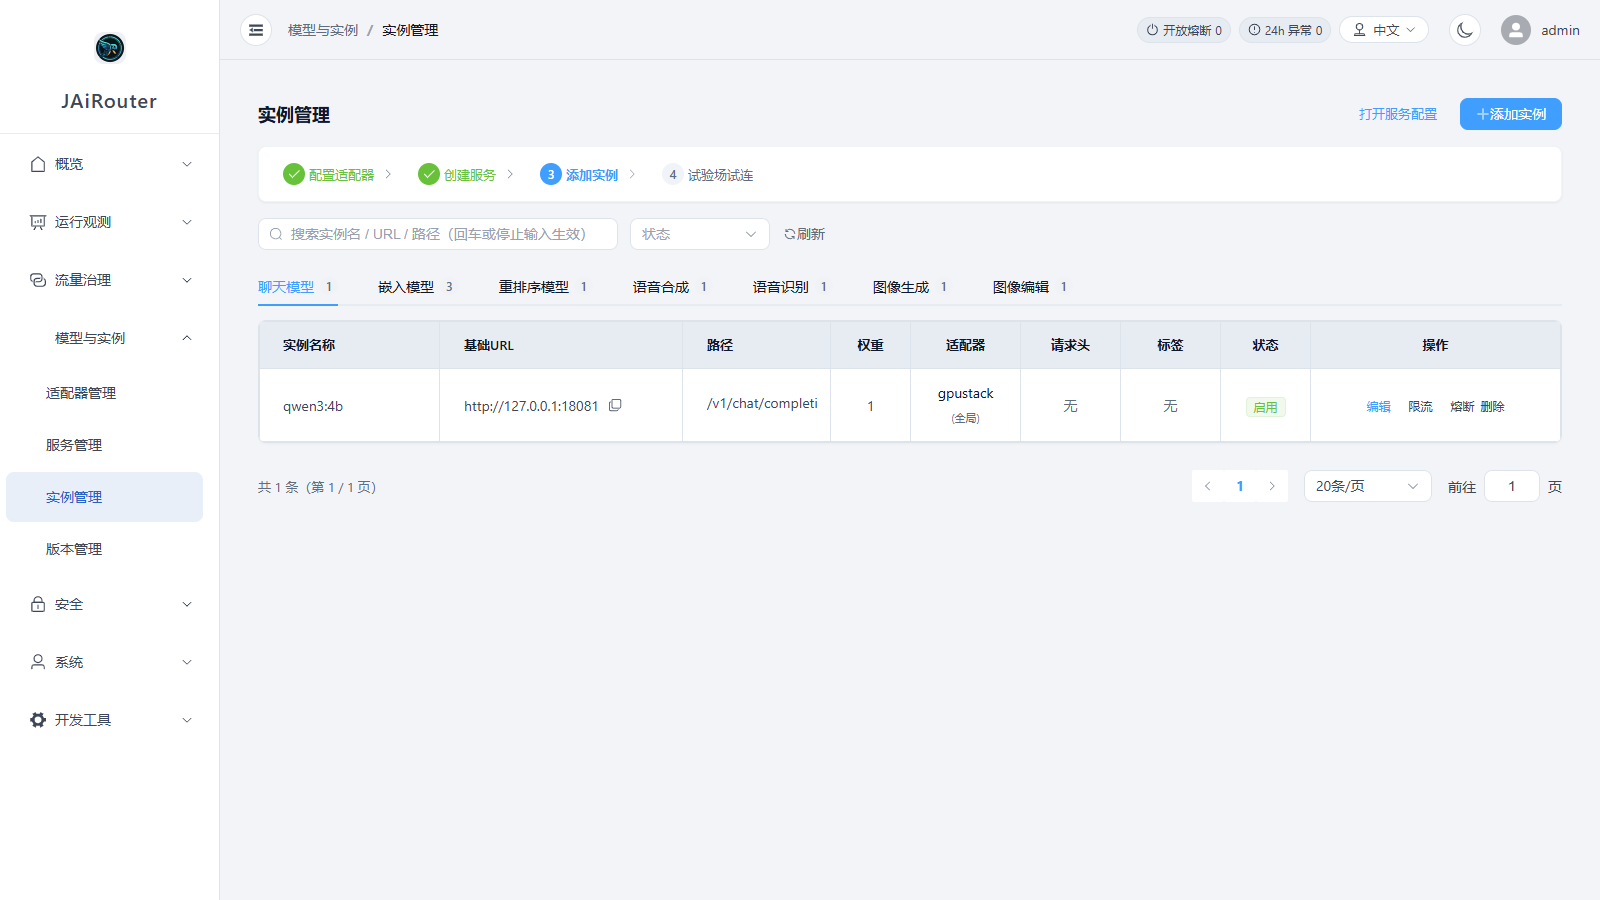 JAiRouter
概览
运行观测
流量治理
模型与实例
适配器管理
服务管理
实例管理
版本管理
安全
系统
开发工具
模型与实例 / 实例管理
开放熔断 0
24h 异常 0
中文
admin
实例管理
打开服务配置
添加实例
配置适配器
创建服务
3 添加实例
4 试验场试连
搜索实例名 / URL / 路径（回车或停止输入生效）
状态
刷新
聊天模型 1
嵌入模型 3
重排序模型 1
语音合成 1
语音识别 1
图像生成 1
图像编辑 1
实例名称 基础URL 路径 权重 适配器 请求头 标签 状态 操作
qwen3:4b http://127.0.0.1:18081 /v1/chat/completi 1 gpustack (全局) 无 无 启用 编辑 限流 熔断 删除
共 1 条（第 1 / 1 页）
1
20条/页
前往 1 页